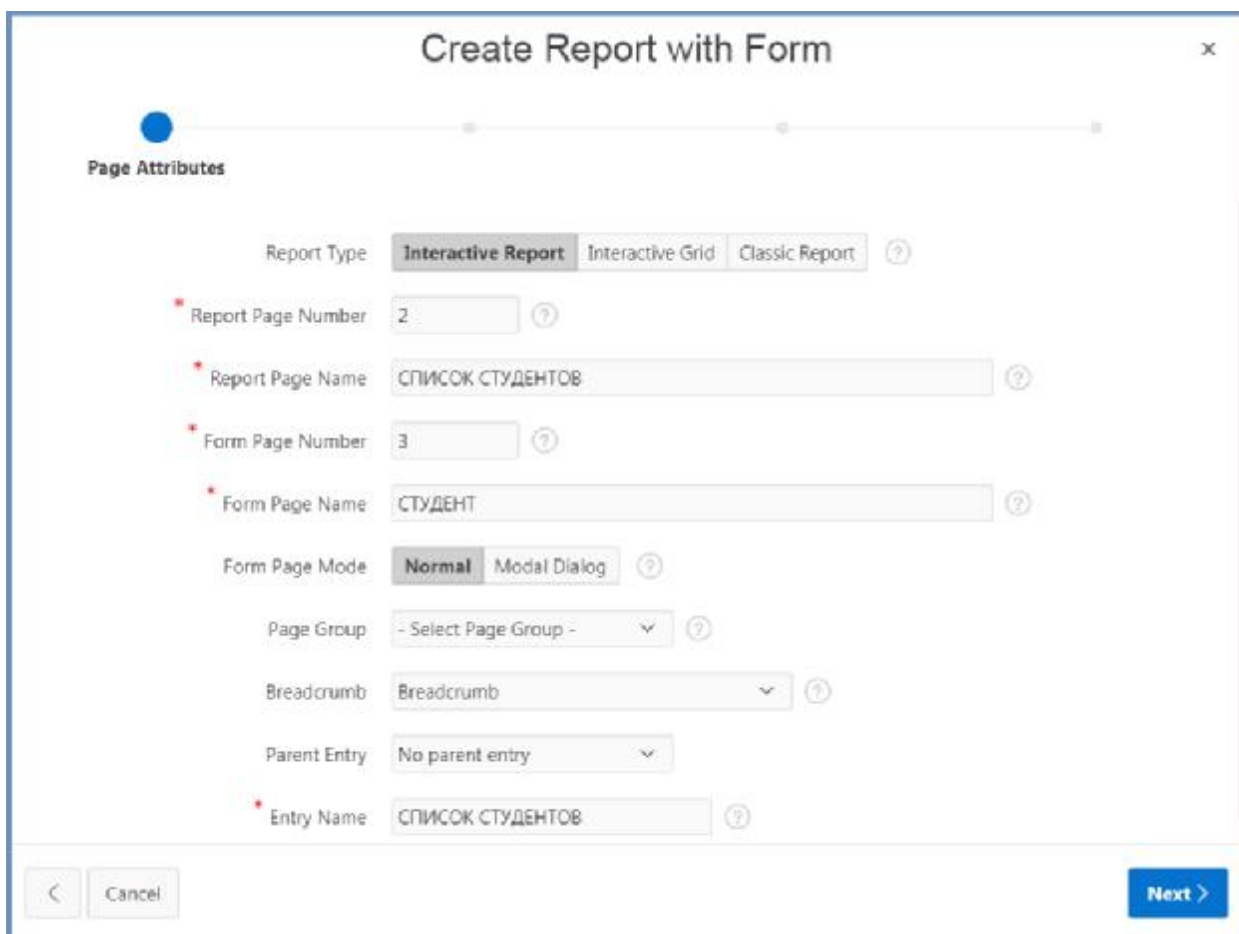 Create Report with Form
Page Attributes
Report Type Interactive Report Interactive Grid Classic Report ?
* Report Page Number 2 ?
* Report Page Name СПИСОК СТУДЕНТОВ ?
* Form Page Number 3 ?
* Form Page Name СТУДЕНТ ?
Form Page Mode Normal Modal Dialog ?
Page Group - Select Page Group - ?
Breadcrumb Breadcrumb ?
Parent Entry No parent entry
* Entry Name СПИСОК СТУДЕНТОВ ?
Cancel Next